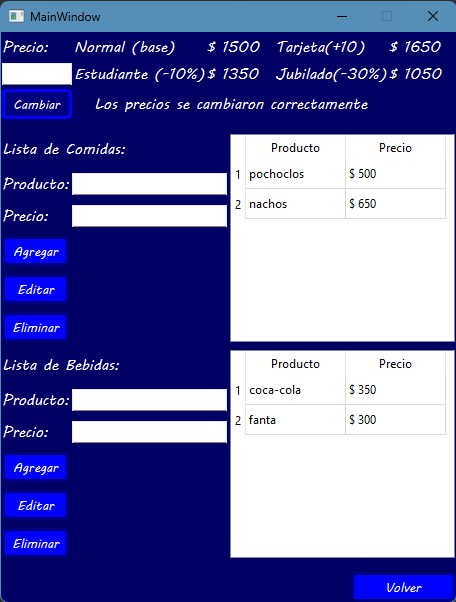 MainWindow
Precio: Normal (base) $ 1500 Tarjeta(+10) $ 1650
Estudiante (-10%) $ 1350 Jubilado(-30%) $ 1050
Cambiar Los precios se cambiaron correctamente
Lista de Comidas:
Producto:
Precio:
Agregar
Editar
Eliminar
Producto Precio
1 pochoclos $ 500
2 nachos $ 650
Lista de Bebidas:
Producto:
Precio:
Agregar
Editar
Eliminar
Producto Precio
1 coca-cola $ 350
2 fanta $ 300
Volver